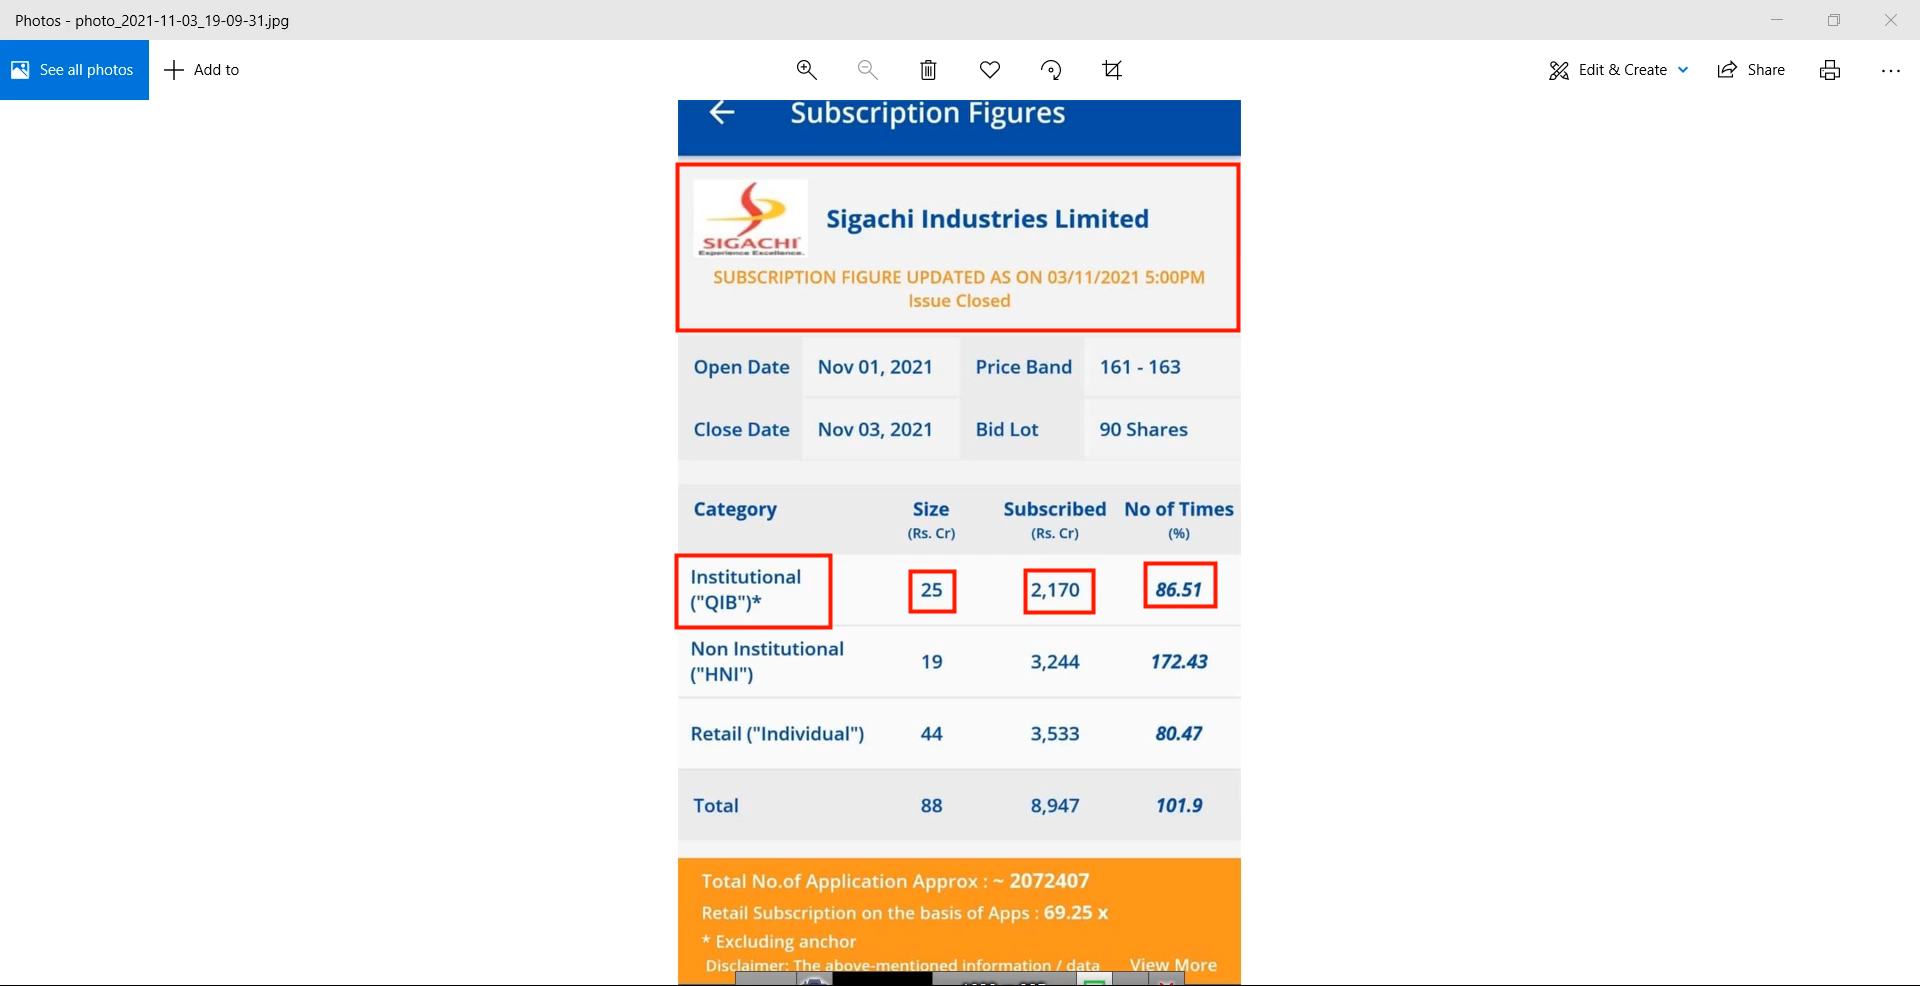 Photos - photo_2021-11-03_19-09-31.jpg
See all photos
Add to
Edit & Create
Share
Subscription Figures
SIGACHI
Experience Excellence.
Sigachi Industries Limited
SUBSCRIPTION FIGURE UPDATED AS ON 03/11/2021 5:00PM
Issue Closed
Open Date Nov 01, 2021 Price Band 161 - 163
Close Date Nov 03, 2021 Bid Lot 90 Shares
Category Size Subscribed No of Times
(Rs. Cr) (Rs. Cr) (%)
Institutional
("QIB")* 25 2,170 86.51
Non Institutional
("HNI") 19 3,244 172.43
Retail ("Individual") 44 3,533 80.47
Total 88 8,947 101.9
Total No.of Application Approx : ~ 2072407
Retail Subscription on the basis of Apps : 69.25 x
* Excluding anchor
Disclaimer: The above-mentioned information / data View More